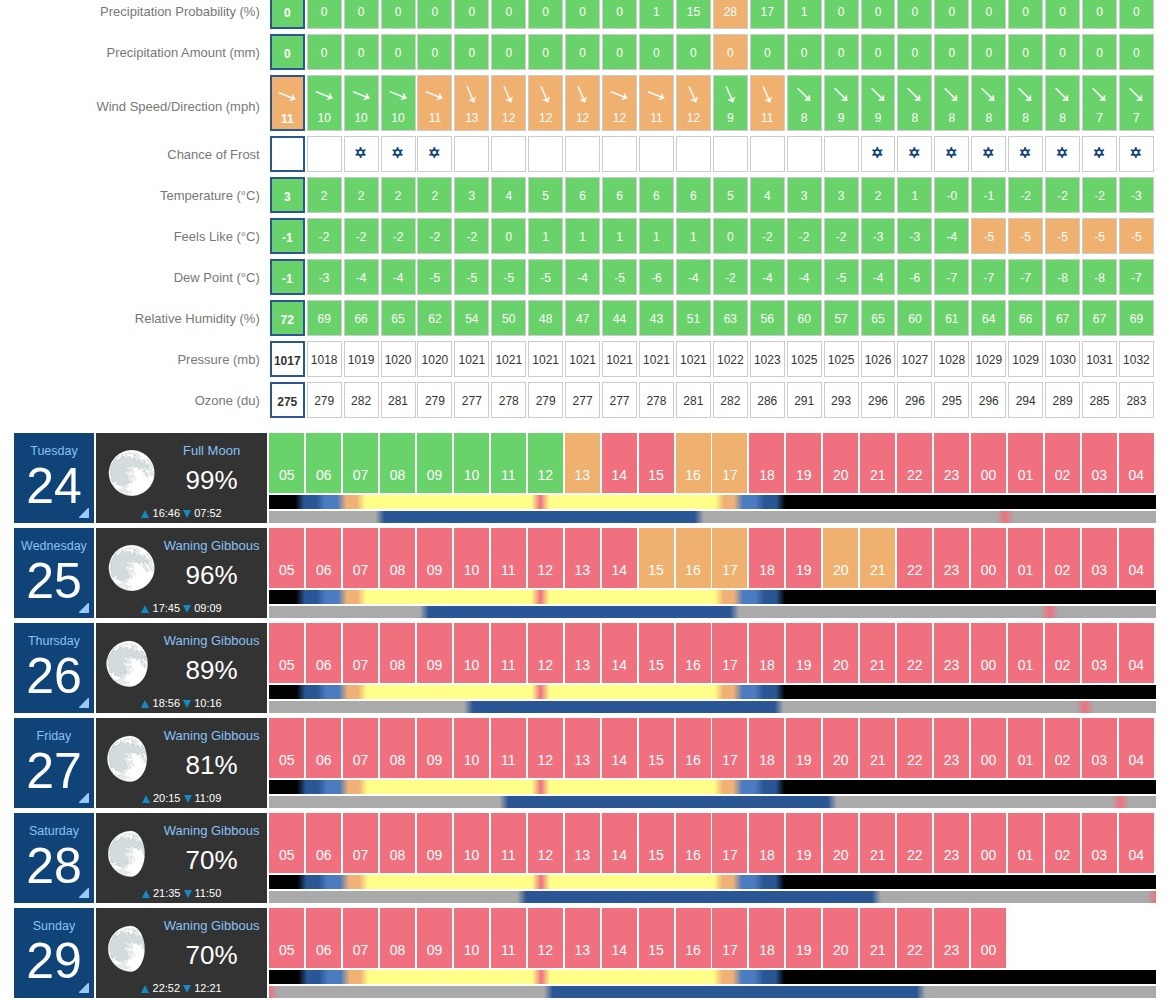 Precipitation Probability (%) 0 0 0 0 0 0 0 0 0 0 1 15 28 17 1 0 0 0 0 0 0 0 0 0
Precipitation Amount (mm) 0 0 0 0 0 0 0 0 0 0 0 0 0 0 0 0 0 0 0 0 0 0 0 0
Wind Speed/Direction (mph) 11 10 10 10 11 13 12 12 12 12 11 12 9 11 8 9 9 8 8 8 8 8 7 7
Chance of Frost
Temperature (°C) 3 2 2 2 2 3 4 5 6 6 6 6 5 4 3 3 2 1 -0 -1 -2 -2 -2 -3
Feels Like (°C) -1 -2 -2 -2 -2 -2 0 1 1 1 1 1 0 -2 -2 -2 -3 -3 -4 -5 -5 -5 -5 -5
Dew Point (°C) -1 -3 -4 -4 -5 -5 -5 -5 -4 -5 -6 -4 -2 -4 -4 -5 -4 -6 -7 -7 -7 -8 -8 -7
Relative Humidity (%) 72 69 66 65 62 54 50 48 47 44 43 51 63 56 60 57 65 60 61 64 66 67 67 69
Pressure (mb) 1017 1018 1019 1020 1020 1021 1021 1021 1021 1021 1021 1021 1022 1023 1025 1025 1026 1027 1028 1029 1029 1030 1031 1032
Ozone (du) 275 279 282 281 279 277 278 279 277 277 278 281 282 286 291 293 296 296 295 296 294 289 285 283
Tuesday Full Moon
24 99% 05 06 07 08 09 10 11 12 13 14 15 16 17 18 19 20 21 22 23 00 01 02 03 04
▲ 16:46 ▼ 07:52
Wednesday Waning Gibbous
25 96% 05 06 07 08 09 10 11 12 13 14 15 16 17 18 19 20 21 22 23 00 01 02 03 04
▲ 17:45 ▼ 09:09
Thursday Waning Gibbous
26 89% 05 06 07 08 09 10 11 12 13 14 15 16 17 18 19 20 21 22 23 00 01 02 03 04
▲ 18:56 ▼ 10:16
Friday Waning Gibbous
27 81% 05 06 07 08 09 10 11 12 13 14 15 16 17 18 19 20 21 22 23 00 01 02 03 04
▲ 20:15 ▼ 11:09
Saturday Waning Gibbous
28 70% 05 06 07 08 09 10 11 12 13 14 15 16 17 18 19 20 21 22 23 00 01 02 03 04
▲ 21:35 ▼ 11:50
Sunday Waning Gibbous
29 70% 05 06 07 08 09 10 11 12 13 14 15 16 17 18 19 20 21 22 23 00
▲ 22:52 ▼ 12:21